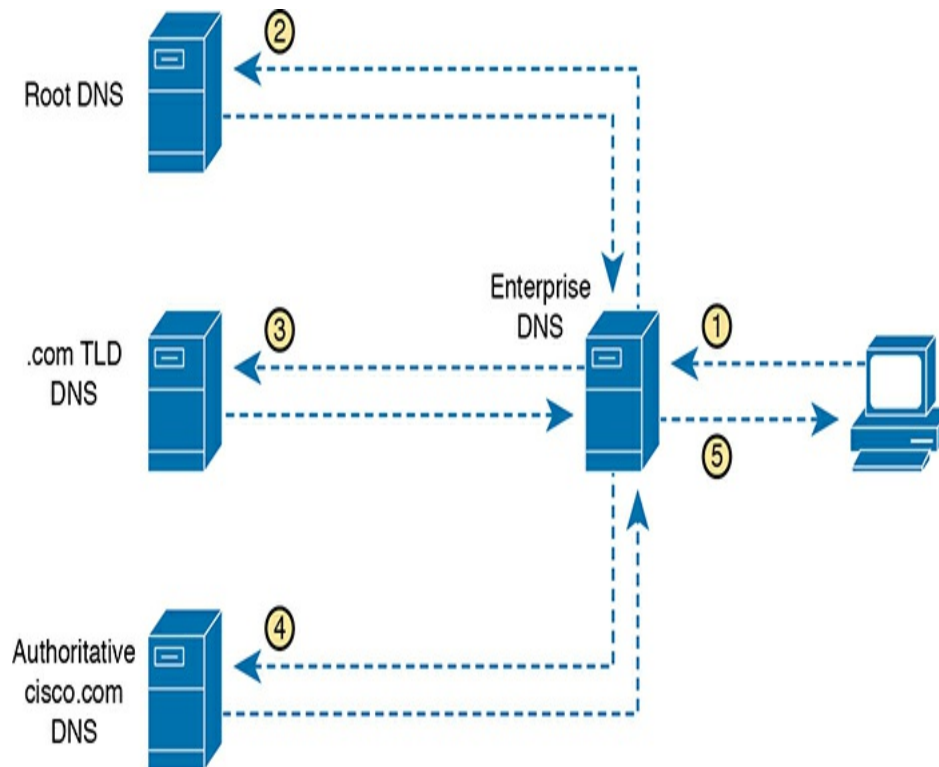 2
Root DNS
Enterprise
DNS
1
3
.com TLD
DNS
5
4
Authoritative
cisco.com
DNS